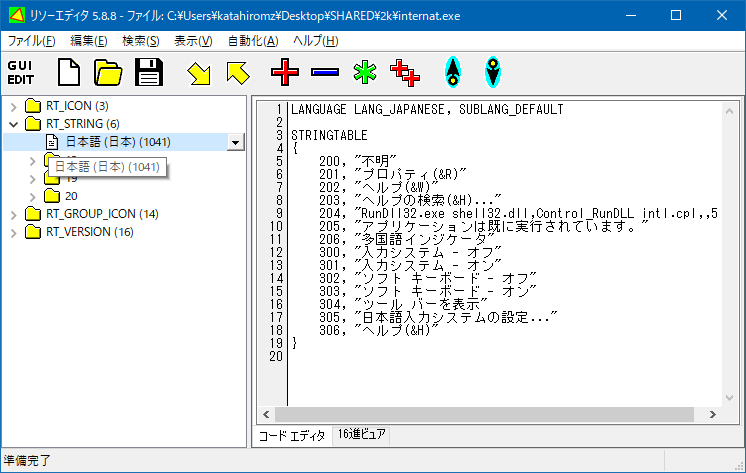 リソーエディタ 5.8.8 - ファイル: C:¥Users¥katahiromz¥Desktop¥SHARED¥2k¥internat.exe
ファイル(F) 編集(E) 検索(S) 表示(V) 自動化(A) ヘルプ(H)
GUI
EDIT
RT_ICON (3)
RT_STRING (6)
日本語 (日本) (1041)
日本語 (日本) (1041)
19
20
RT_GROUP_ICON (14)
RT_VERSION (16)
1 LANGUAGE LANG_JAPANESE, SUBLANG_DEFAULT
2
3 STRINGTABLE
4 {
5 200, "不明"
6 201, "プロパティ(&R)"
7 202, "ヘルプ(&W)"
8 203, "ヘルプの検索(&H)..."
9 204, "RunDll32.exe shell32.dll,Control_RunDLL intl.cpl,,5
10 205, "アプリケーションは既に実行されています。"
11 206, "多国語インジケータ"
12 300, "入力システム - オフ"
13 301, "入力システム - オン"
14 302, "ソフト キーボード - オフ"
15 303, "ソフト キーボード - オン"
16 304, "ツール バーを表示"
17 305, "日本語入力システムの設定..."
18 306, "ヘルプ(&H)"
19 }
20
コード エディタ 16進ビュア
準備完了